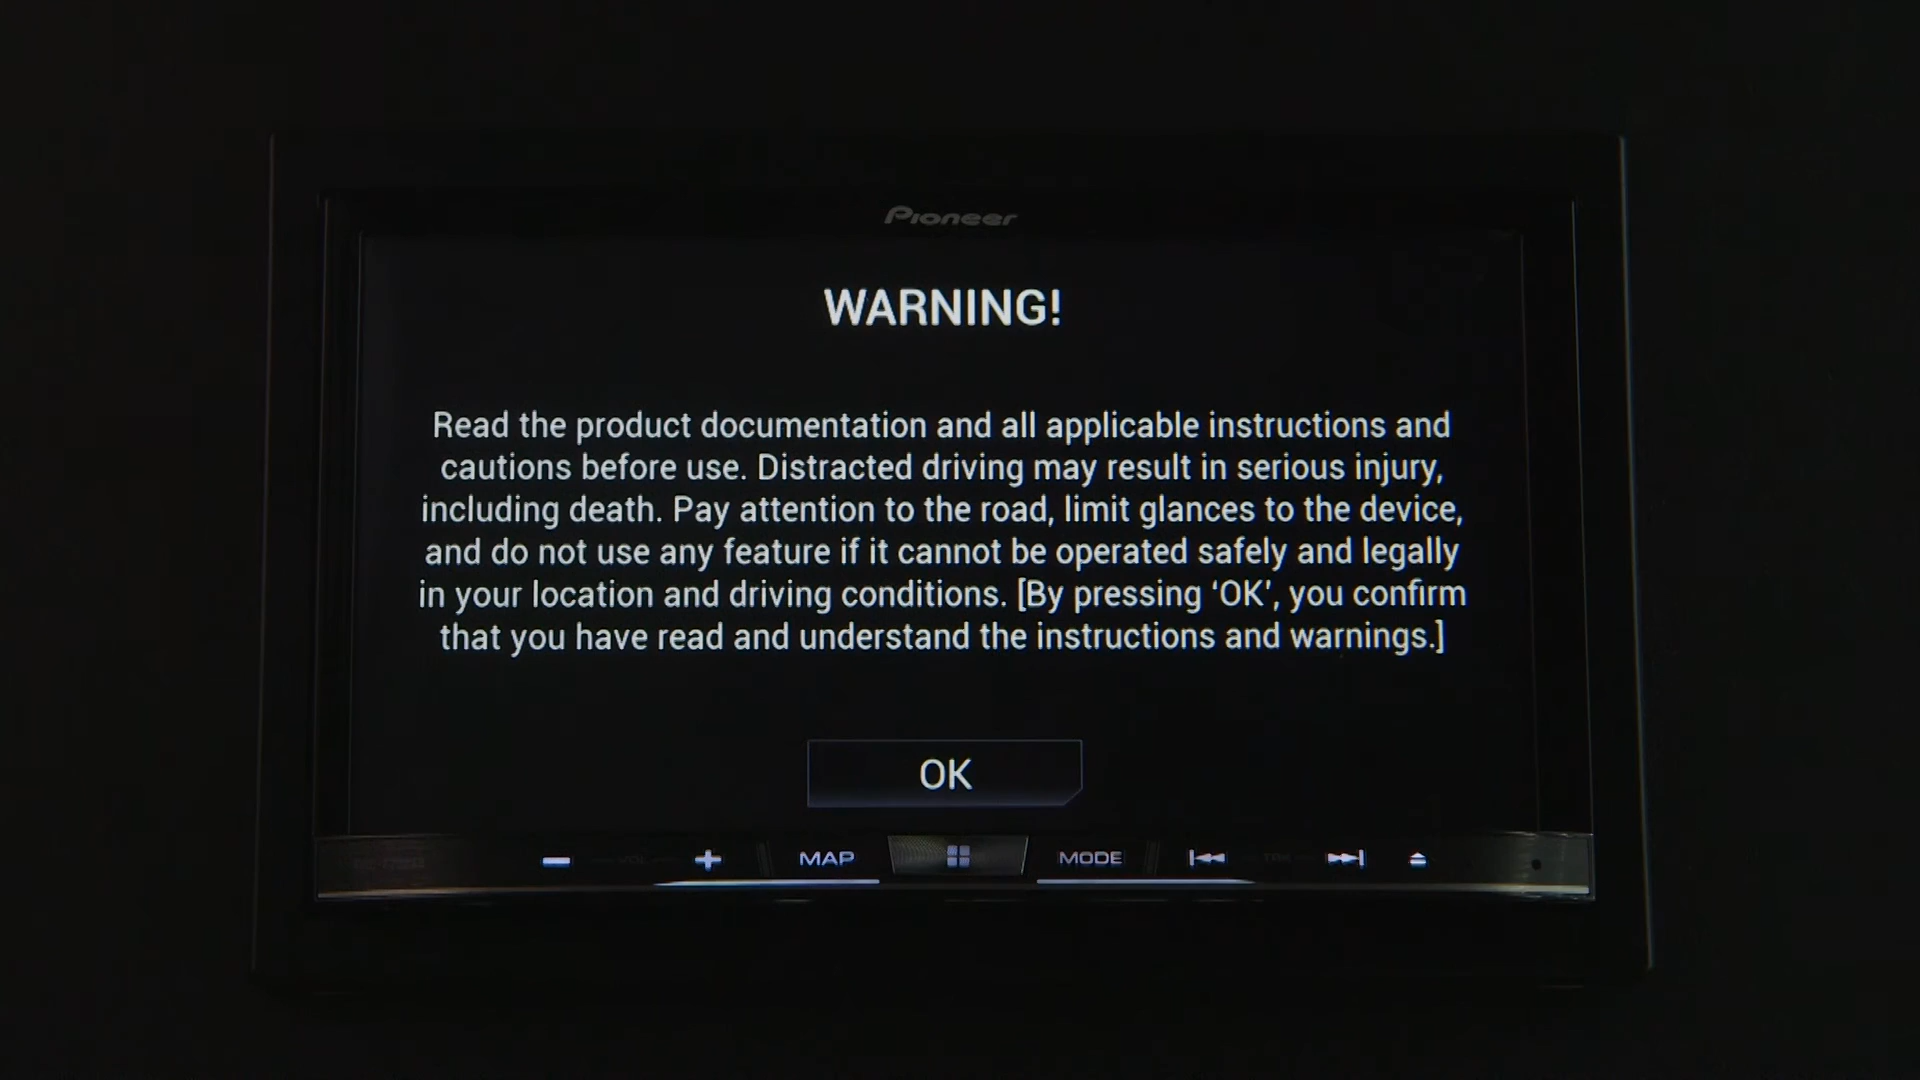 Pioneer
WARNING!
Read the product documentation and all applicable instructions and
cautions before use. Distracted driving may result in serious injury,
including death. Pay attention to the road, limit glances to the device,
and do not use any feature if it cannot be operated safely and legally
in your location and driving conditions. [By pressing ‘OK’, you confirm
that you have read and understand the instructions and warnings.]
OK
VOL MAP MODE TRK